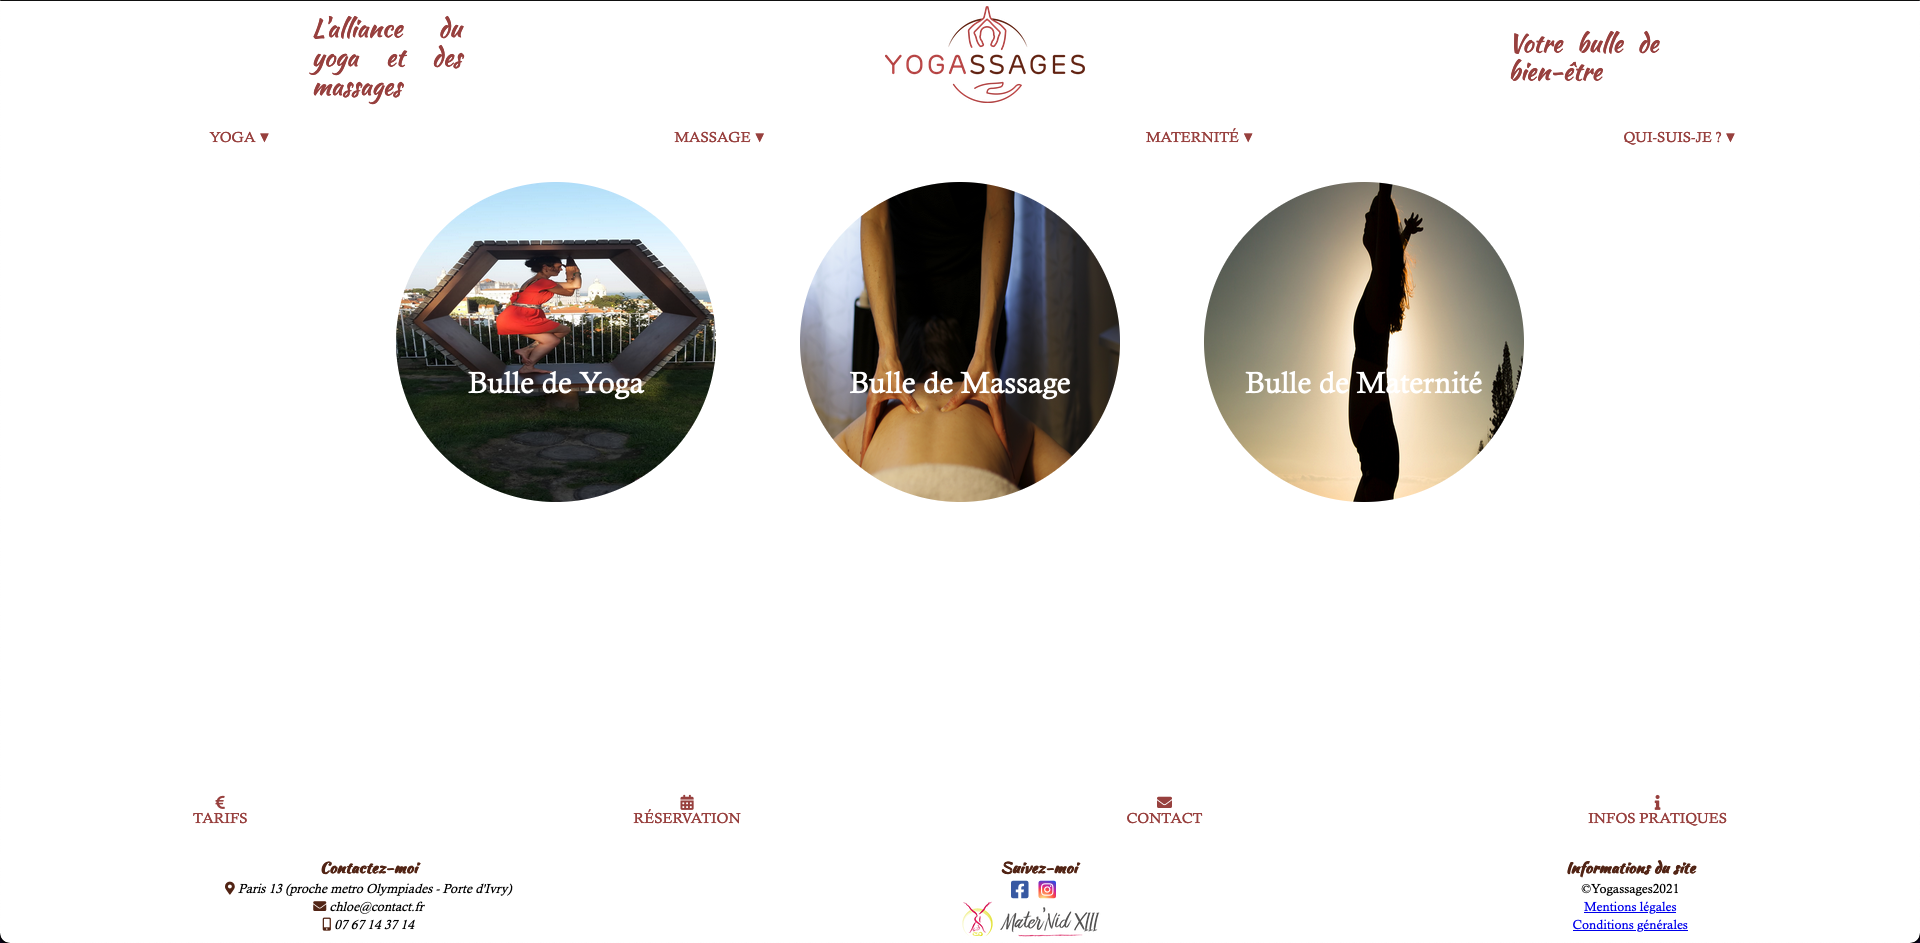 L'alliance du
yoga et des
massages
YOGASSAGES
Votre bulle de
bien-être
YOGA ▼
MASSAGE ▼
MATERNITÉ ▼
QUI-SUIS-JE ? ▼
Bulle de Yoga
Bulle de Massage
Bulle de Maternité
TARIFS
RÉSERVATION
CONTACT
INFOS PRATIQUES
Contactez-moi
Paris 13 (proche metro Olympiades - Porte d'Ivry)
chloe@contact.fr
07 67 14 37 14
Suivez-moi
Mater'Nid XIII
Informations du site
©Yogassages2021
Mentions légales
Conditions générales